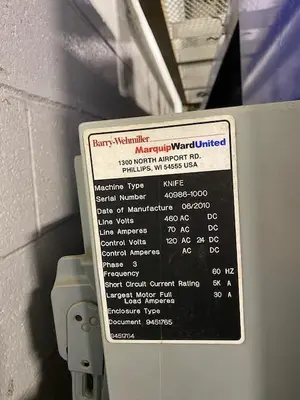 Barry-Wehmiller
MarquipWardUnited
1300 NORTH AIRPORT RD.
PHILLIPS, WI 54555 USA
Machine Type KNIFE
Serial Number 40986-1000
Date of Manufacture 06/2010
Line Volts 460 AC DC
Line Amperes 70 AC DC
Control Volts 120 AC 24 DC
Control Amperes AC DC
Phase 3
Frequency 60 HZ
Short Circuit Current Rating 5K A
Largest Motor Full Load Amperes 30 A
Enclosure Type
Document 9451765
9451764